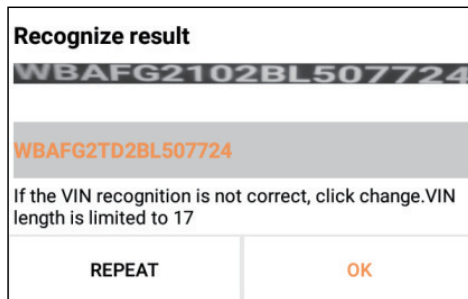 Recognize result
WBAFG2102BL507724
WBAFG2TD2BL507724
If the VIN recognition is not correct, click change.VIN
length is limited to 17
REPEAT OK